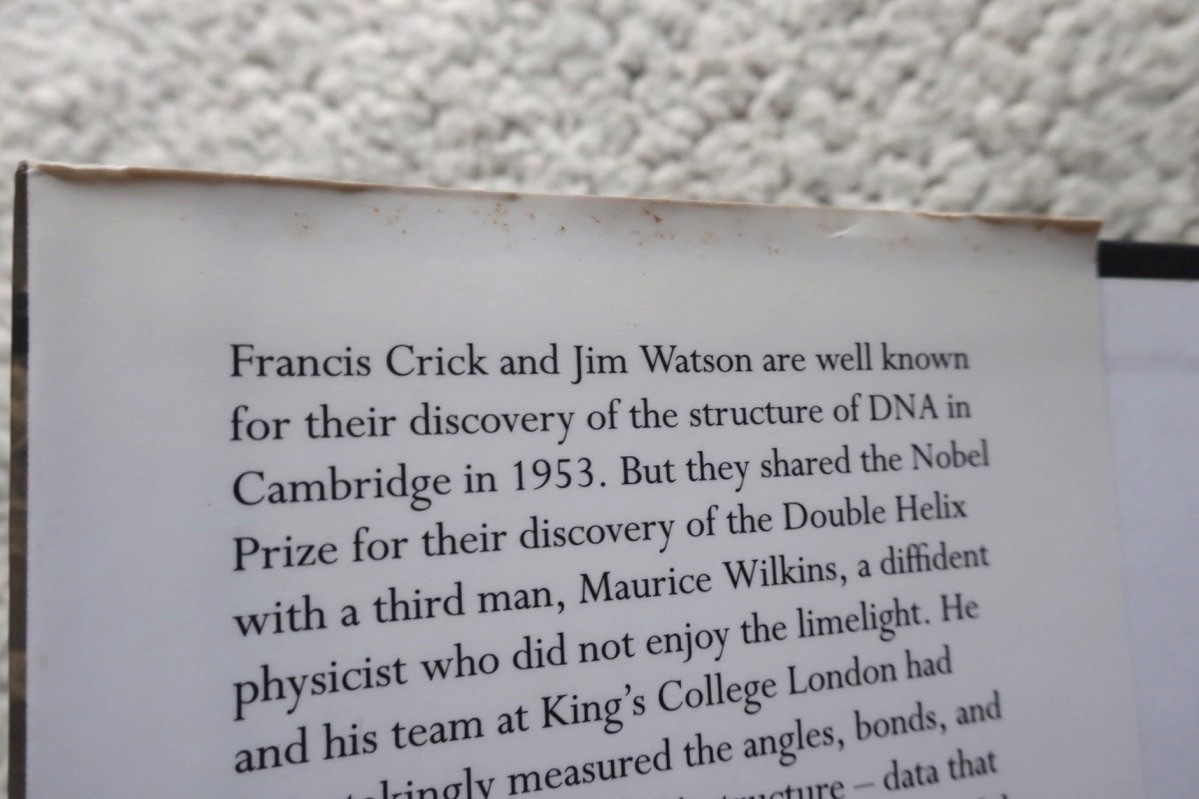 Francis Crick and Jim Watson are well known
for their discovery of the structure of DNA in
Cambridge in 1953. But they shared the Nobel
Prize for their discovery of the Double Helix
with a third man, Maurice Wilkins, a diffident
physicist who did not enjoy the limelight. He
and his team at King's College London had
measured the angles, bonds, and
– data that